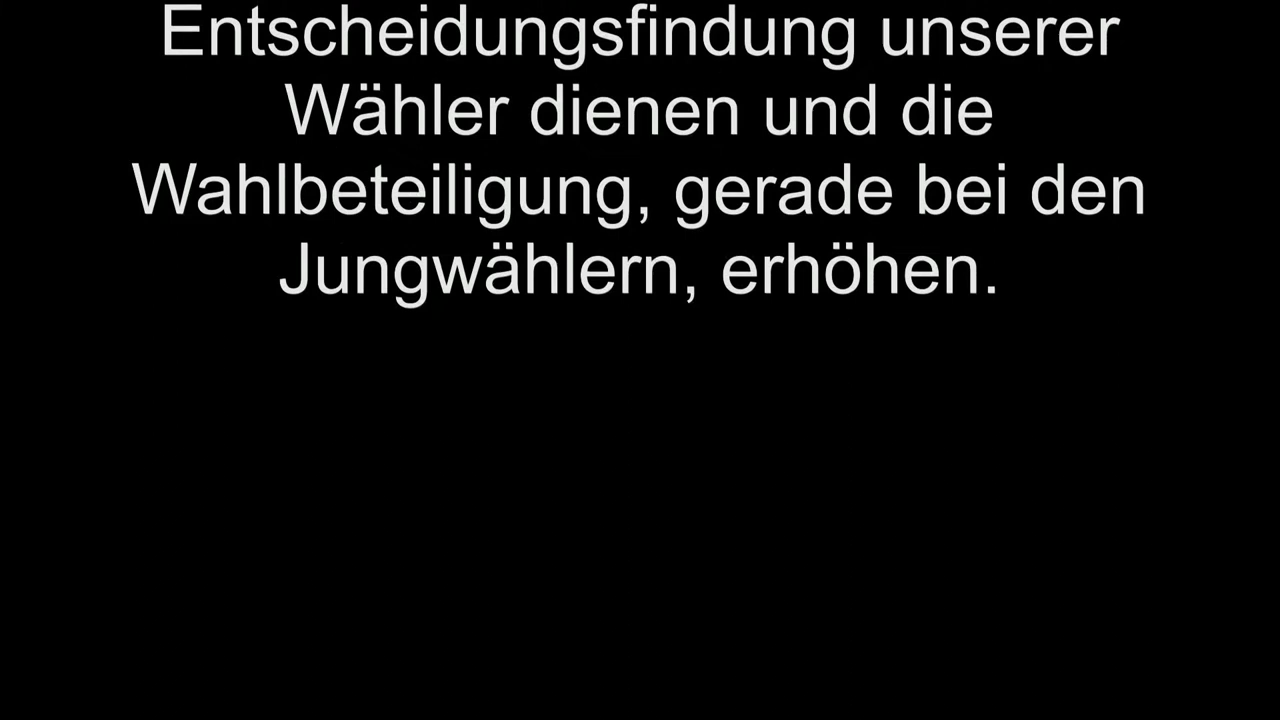 Entscheidungsfindung unserer
Wähler dienen und die
Wahlbeteiligung, gerade bei den
Jungwählern, erhöhen.